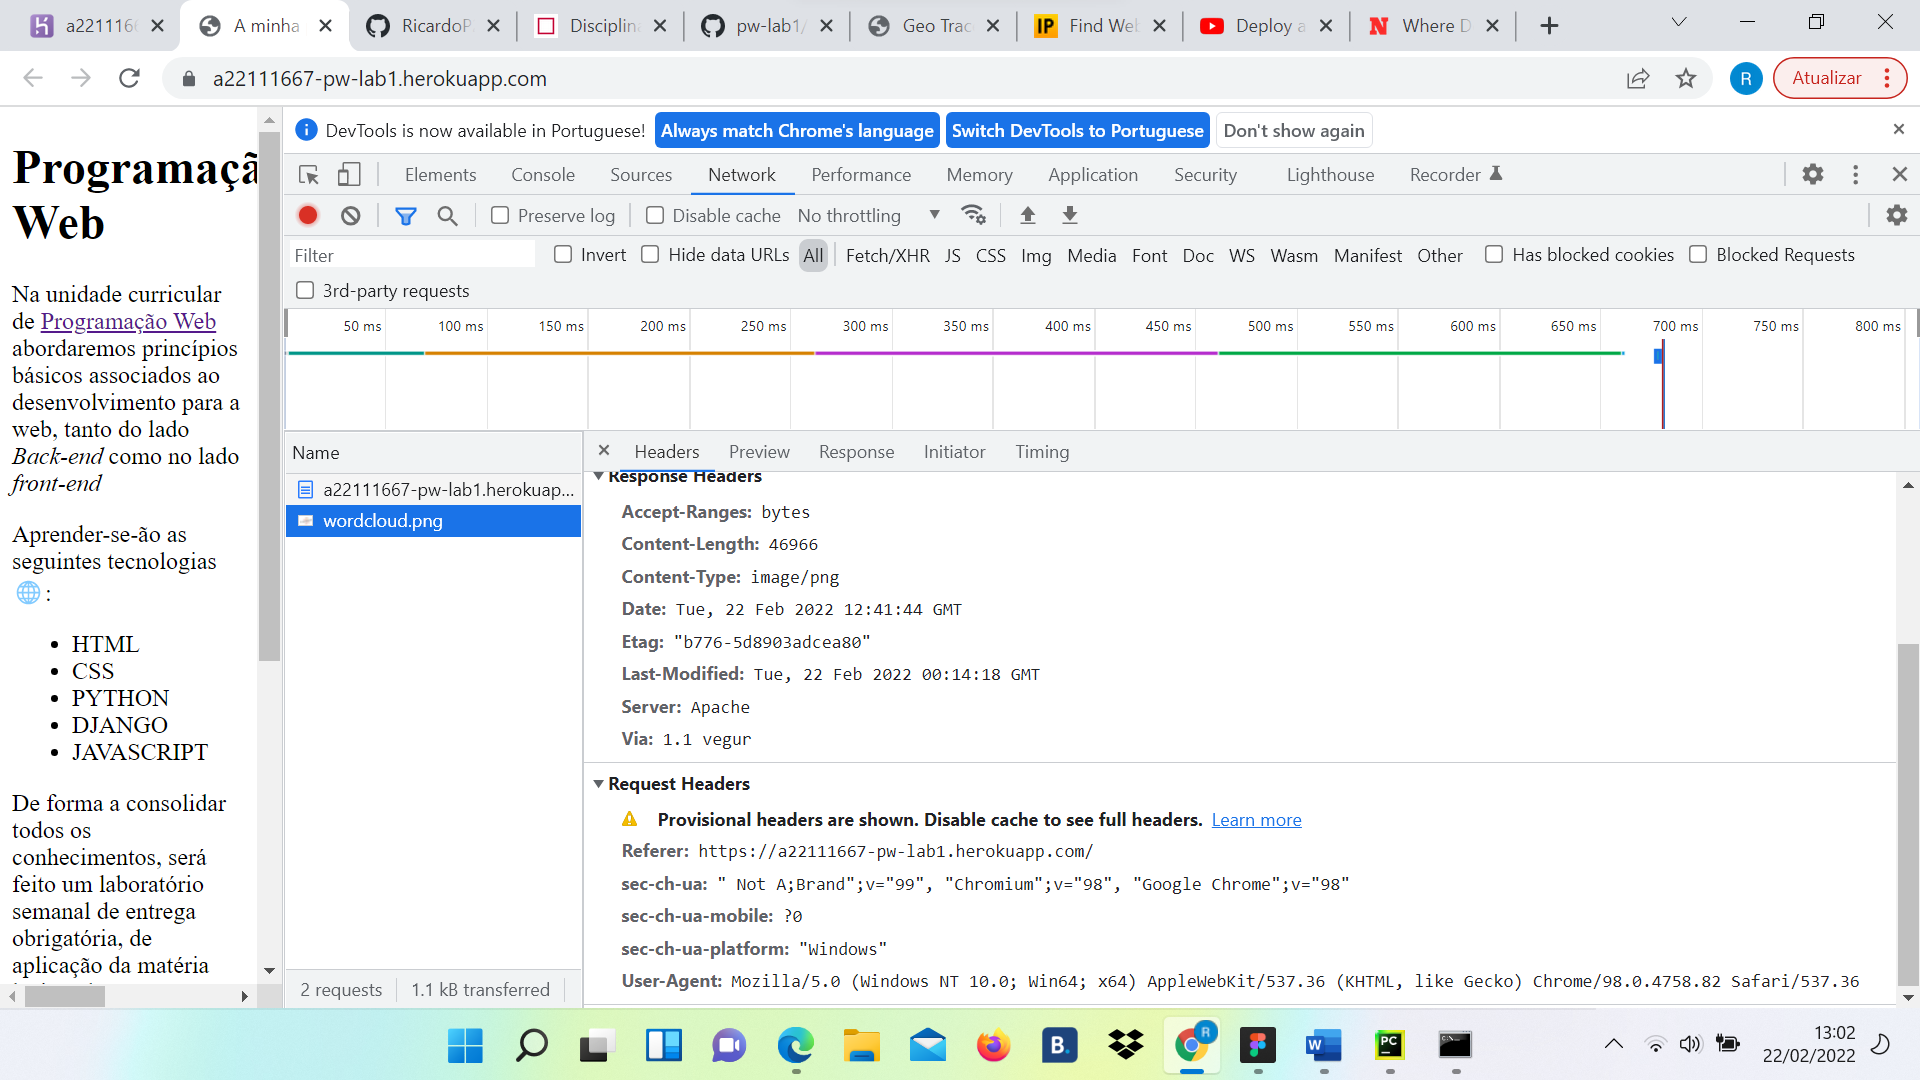 a2211166
A minha
RicardoP
Disciplina
pw-lab1/
Geo Trac
IP
Find Web
Deploy a
Where D
a22111667-pw-lab1.herokuapp.com
R
Atualizar
Programaçã
Web
Na unidade curricular
de Programação Web
abordaremos princípios
básicos associados ao
desenvolvimento para a
web, tanto do lado
Back-end como no lado
front-end
Aprender-se-ão as
seguintes tecnologias
:
• HTML
• CSS
• PYTHON
• DJANGO
• JAVASCRIPT
De forma a consolidar
todos os
conhecimentos, será
feito um laboratório
semanal de entrega
obrigatória, de
aplicação da matéria
DevTools is now available in Portuguese! Always match Chrome's language Switch DevTools to Portuguese Don't show again
Elements Console Sources Network Performance Memory Application Security Lighthouse Recorder
Preserve log Disable cache No throttling
Filter Invert Hide data URLs All Fetch/XHR JS CSS Img Media Font Doc WS Wasm Manifest Other Has blocked cookies Blocked Requests
3rd-party requests
50 ms 100 ms 150 ms 200 ms 250 ms 300 ms 350 ms 400 ms 450 ms 500 ms 550 ms 600 ms 650 ms 700 ms 750 ms 800 ms
Name
a22111667-pw-lab1.herokuap...
wordcloud.png
2 requests 1.1 kB transferred
Headers Preview Response Initiator Timing
Response Headers
Accept-Ranges: bytes
Content-Length: 46966
Content-Type: image/png
Date: Tue, 22 Feb 2022 12:41:44 GMT
Etag: "b776-5d8903adcea80"
Last-Modified: Tue, 22 Feb 2022 00:14:18 GMT
Server: Apache
Via: 1.1 vegur
Request Headers
Provisional headers are shown. Disable cache to see full headers. Learn more
Referer: https://a22111667-pw-lab1.herokuapp.com/
sec-ch-ua: " Not A;Brand";v="99", "Chromium";v="98", "Google Chrome";v="98"
sec-ch-ua-mobile: ?0
sec-ch-ua-platform: "Windows"
User-Agent: Mozilla/5.0 (Windows NT 10.0; Win64; x64) AppleWebKit/537.36 (KHTML, like Gecko) Chrome/98.0.4758.82 Safari/537.36
B.
R
W
PC
13:02
22/02/2022